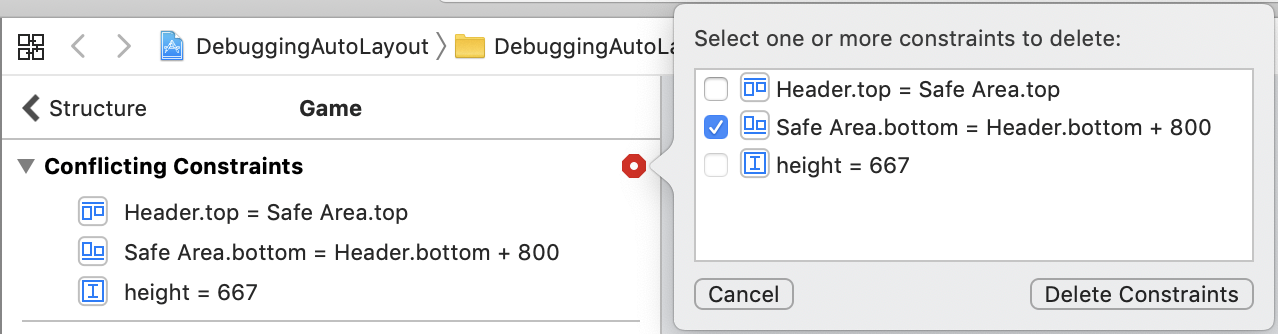 DebuggingAutoLayout
DebuggingAutoLa
Structure
Game
Conflicting Constraints
Header.top = Safe Area.top
Safe Area.bottom = Header.bottom + 800
height = 667
Select one or more constraints to delete:
Header.top = Safe Area.top
Safe Area.bottom = Header.bottom + 800
height = 667
Cancel
Delete Constraints